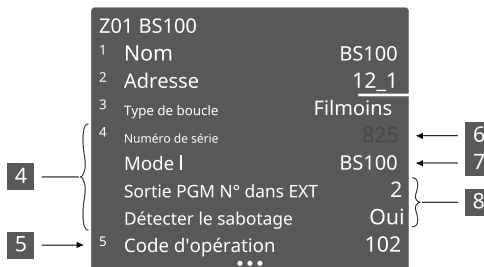 Z01 BS100
1 Nom BS100
2 Adresse 12_1
3 Type de boucle Filmoins
4 Numéro de série 825
6
4
Mode l BS100
7
Sortie PGM N° dans EXT 2
8
Détecter le sabotage Oui
5
5 Code d'opération 102
...